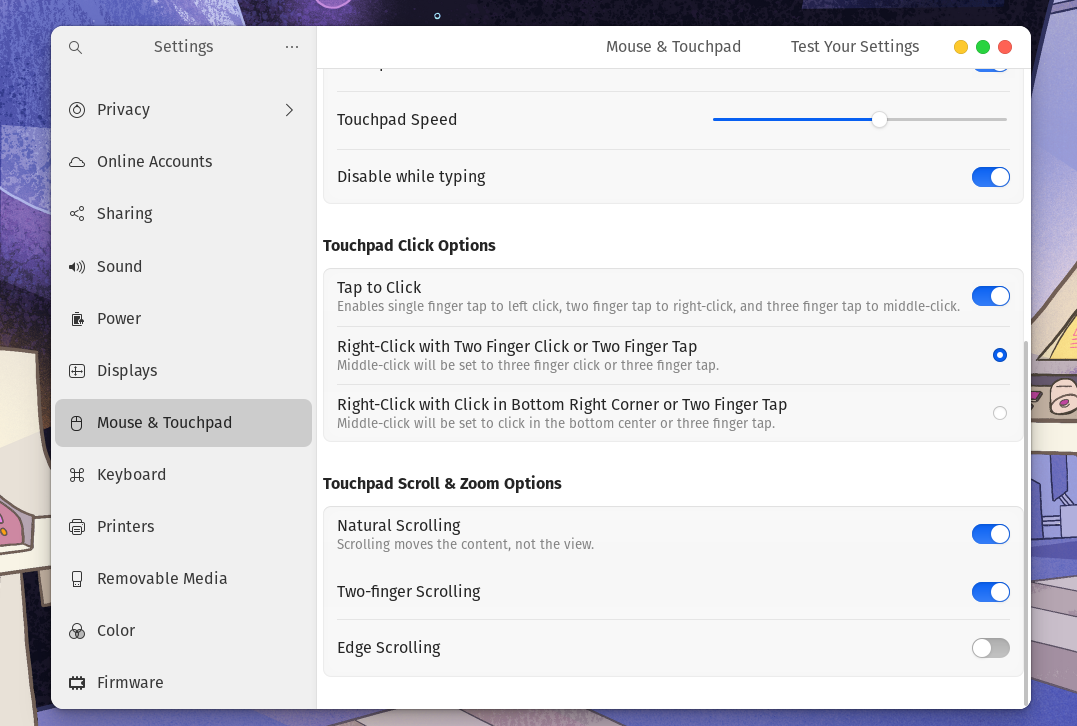 Settings
Mouse & Touchpad
Test Your Settings
Privacy
Online Accounts
Sharing
Sound
Power
Displays
Mouse & Touchpad
Keyboard
Printers
Removable Media
Color
Firmware
Touchpad Speed
Disable while typing
Touchpad Click Options
Tap to Click
Enables single finger tap to left click, two finger tap to right-click, and three finger tap to middle-click.
Right-Click with Two Finger Click or Two Finger Tap
Middle-click will be set to three finger click or three finger tap.
Right-Click with Click in Bottom Right Corner or Two Finger Tap
Middle-click will be set to click in the bottom center or three finger tap.
Touchpad Scroll & Zoom Options
Natural Scrolling
Scrolling moves the content, not the view.
Two-finger Scrolling
Edge Scrolling